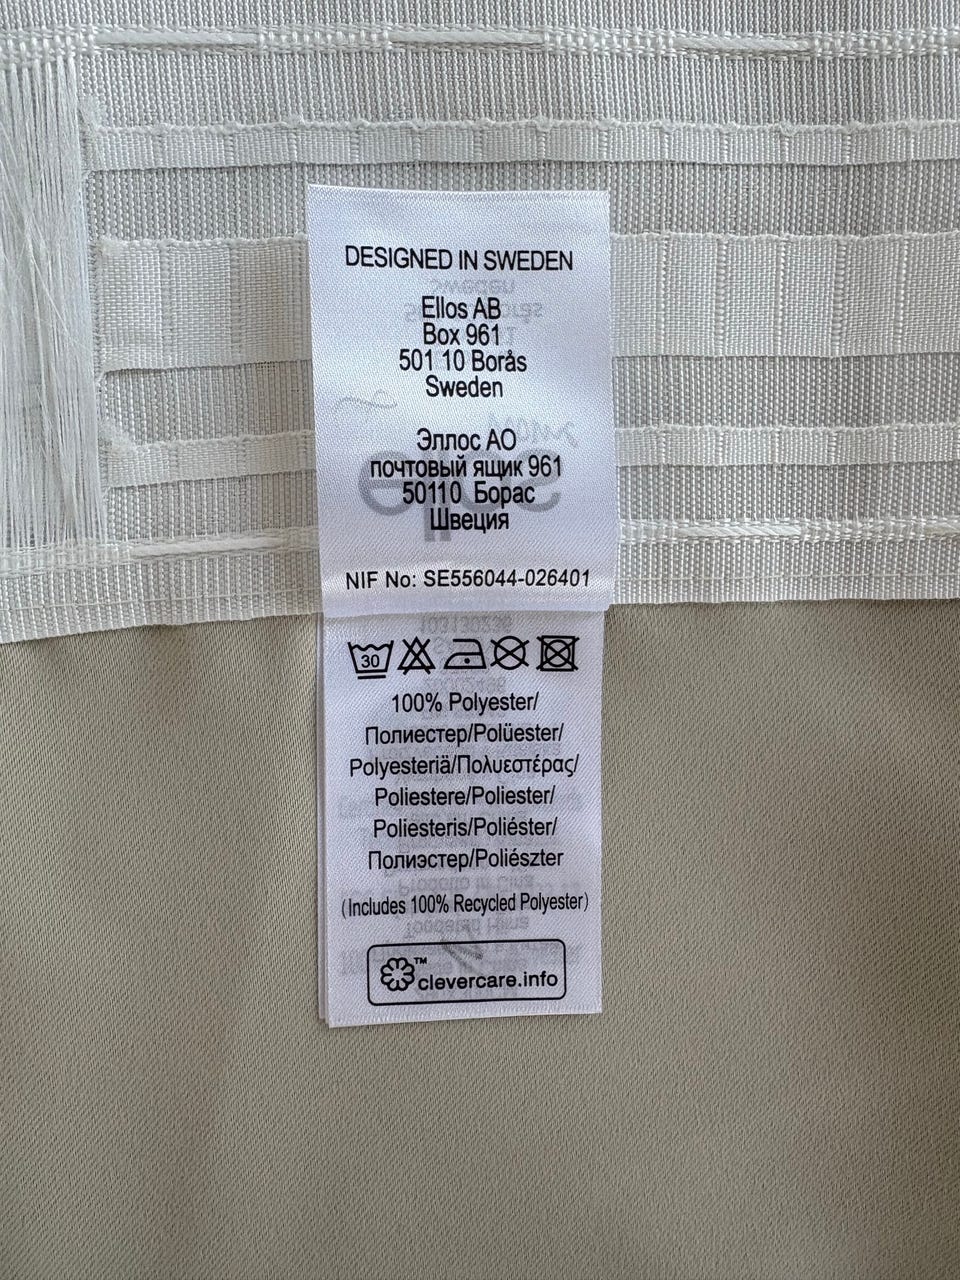 DESIGNED IN SWEDEN
Ellos AB
Box 961
501 10 Borås
Sweden
Эллос АО
почтовый ящик 961
50110 Борас
Швеция
NIF No: SE556044-026401
30
100% Polyester/
Полиестер/Polüester/
Polyesteriä/Πολυεστέρας/
Poliestere/Poliester/
Poliesteris/Poliéster/
Полиэстер/Poliészter
(Includes 100% Recycled Polyester)
™
clevercare.info